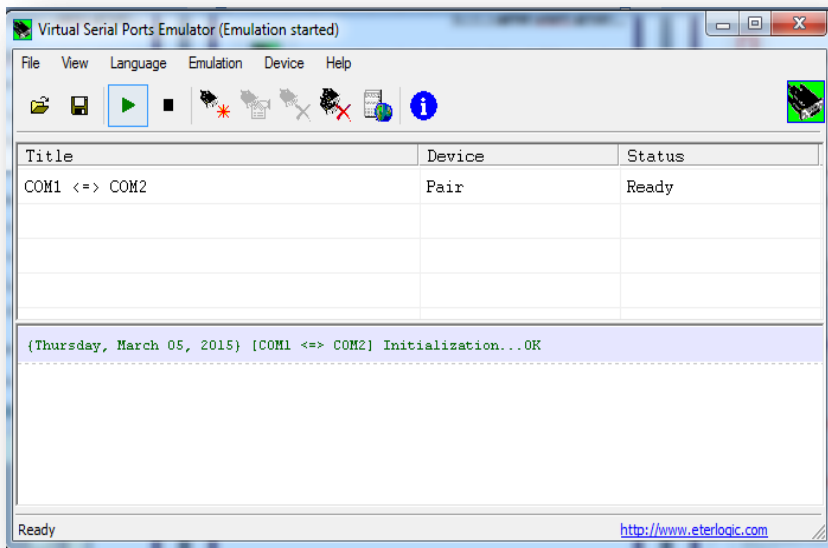 Virtual Serial Ports Emulator (Emulation started)
File View Language Emulation Device Help
Title Device Status
COM1 <=> COM2 Pair Ready
{Thursday, March 05, 2015} [COM1 <=> COM2] Initialization...OK
Ready http://www.eterlogic.com